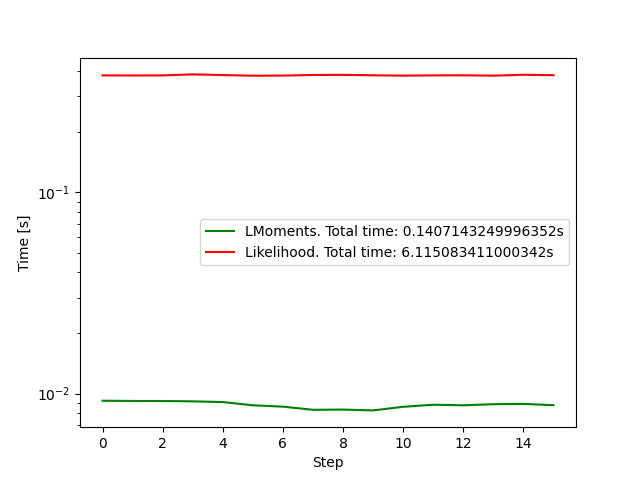 10⁻¹
Time [s]
LMoments. Total time: 0.1407143249996352s
Likelihood. Total time: 6.115083411000342s
10⁻²
0 2 4 6 8 10 12 14
Step